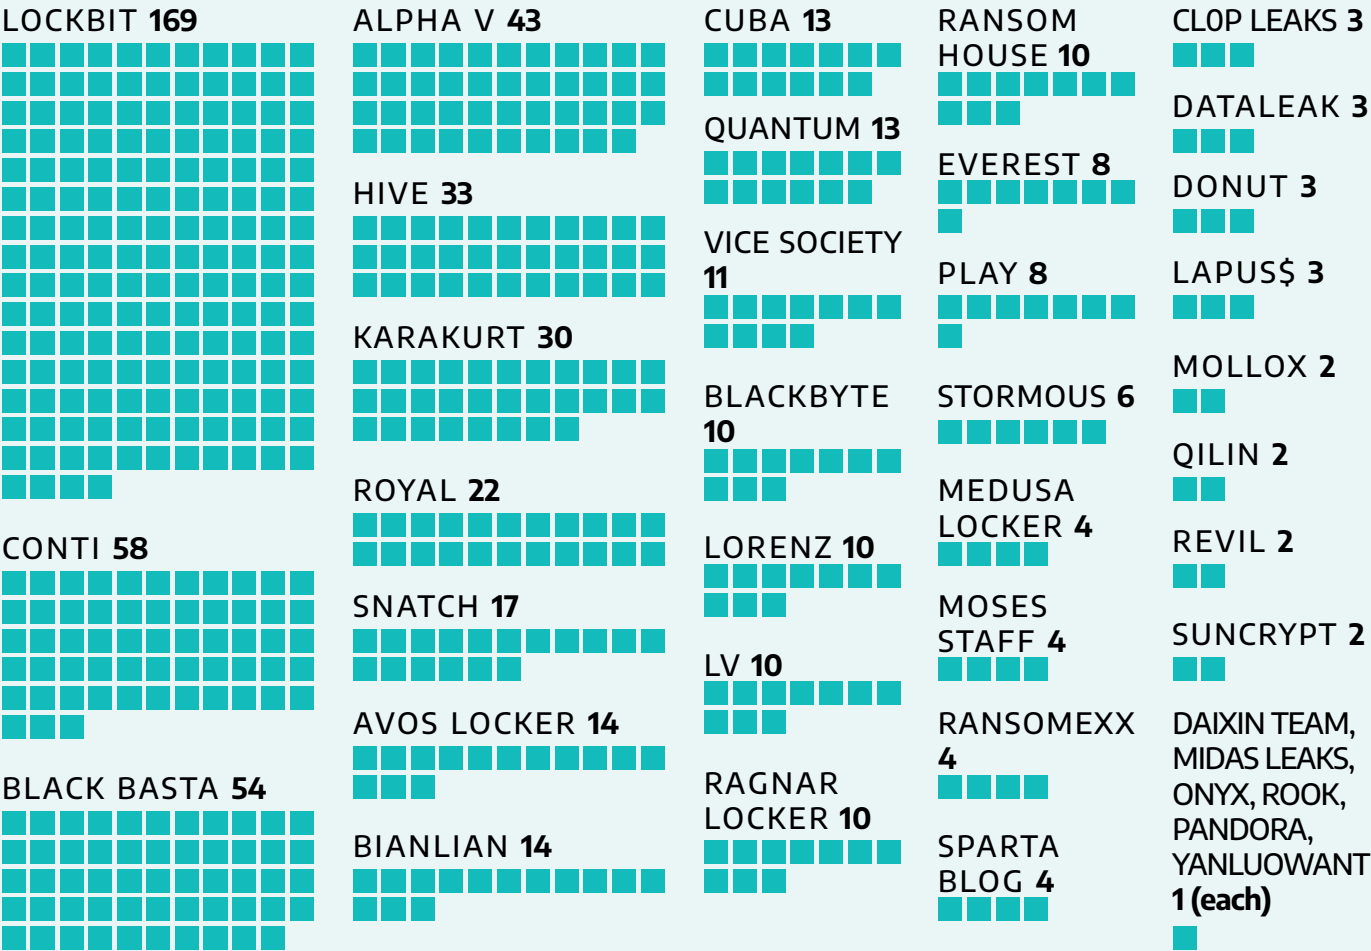 LOCKBIT 169
CONTI 58
BLACK BASTA 54
ALPHA V 43
HIVE 33
KARAKURT 30
ROYAL 22
SNATCH 17
AVOS LOCKER 14
BIANLIAN 14
CUBA 13
QUANTUM 13
VICE SOCIETY
11
BLACKBYTE
10
LORENZ 10
LV 10
RAGNAR
LOCKER 10
RANSOM
HOUSE 10
EVEREST 8
PLAY 8
STORMOUS 6
MEDUSA
LOCKER 4
MOSES
STAFF 4
RANSOMEXX
4
SPARTA
BLOG 4
CL0P LEAKS 3
DATALEAK 3
DONUT 3
LAPUS$ 3
MOLLOX 2
QILIN 2
REVIL 2
SUNCRYPT 2
DAIXIN TEAM,
MIDAS LEAKS,
ONYX, ROOK,
PANDORA,
YANLUOWANT
1 (each)